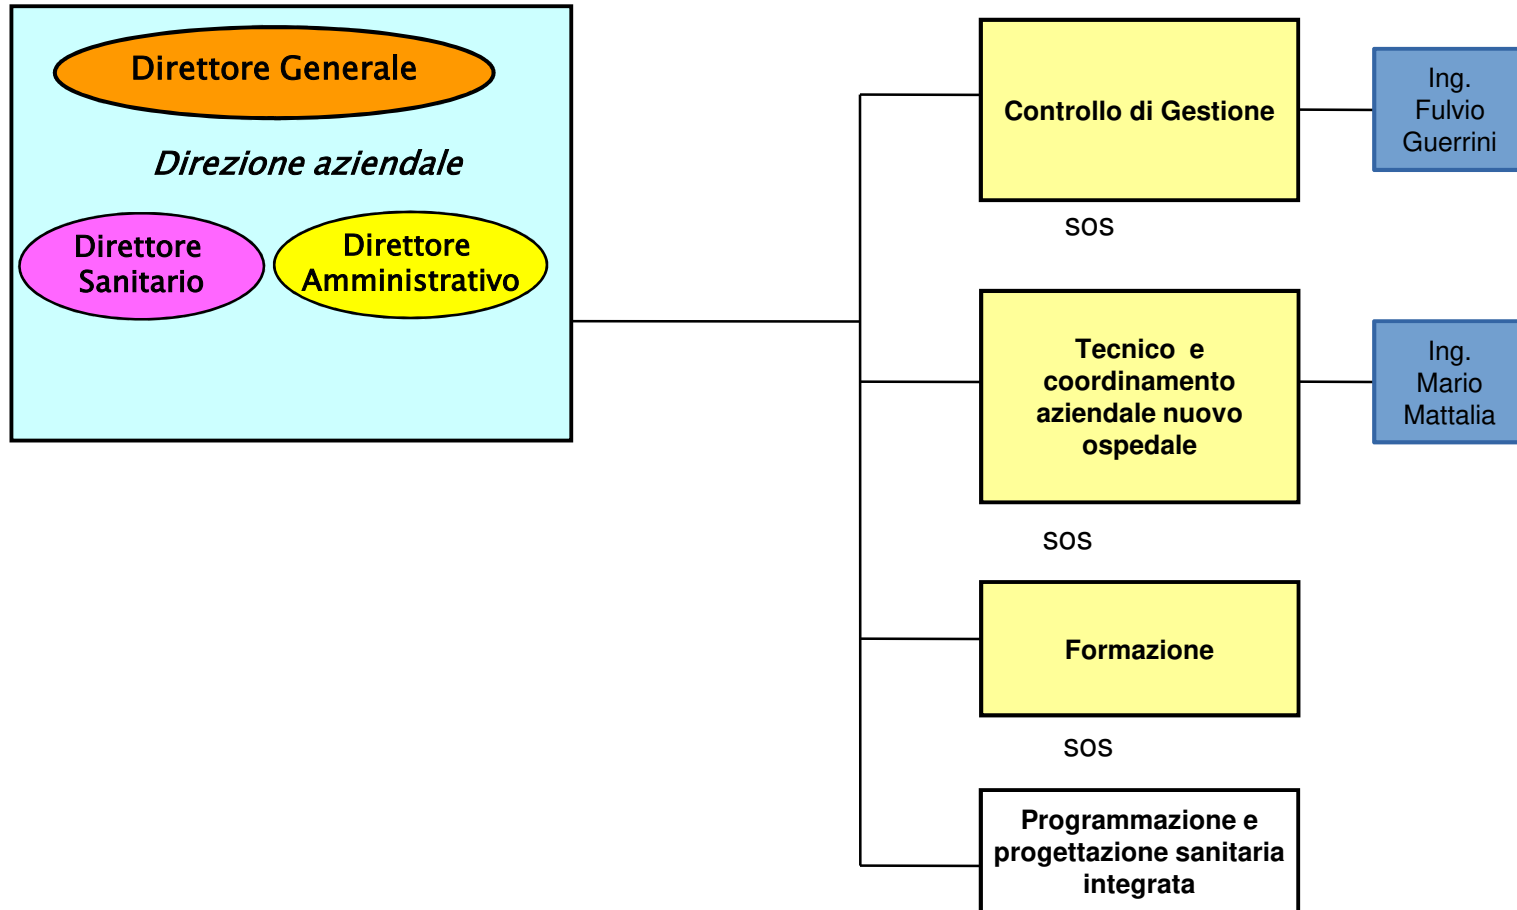 Direttore Generale
Direzione aziendale
Direttore
Sanitario
Direttore
Amministrativo
Controllo di Gestione
Ing.
Fulvio
Guerrini
sos
Tecnico e
coordinamento
aziendale nuovo
ospedale
Ing.
Mario
Mattalia
sos
Formazione
sos
Programmazione e
progettazione sanitaria
integrata